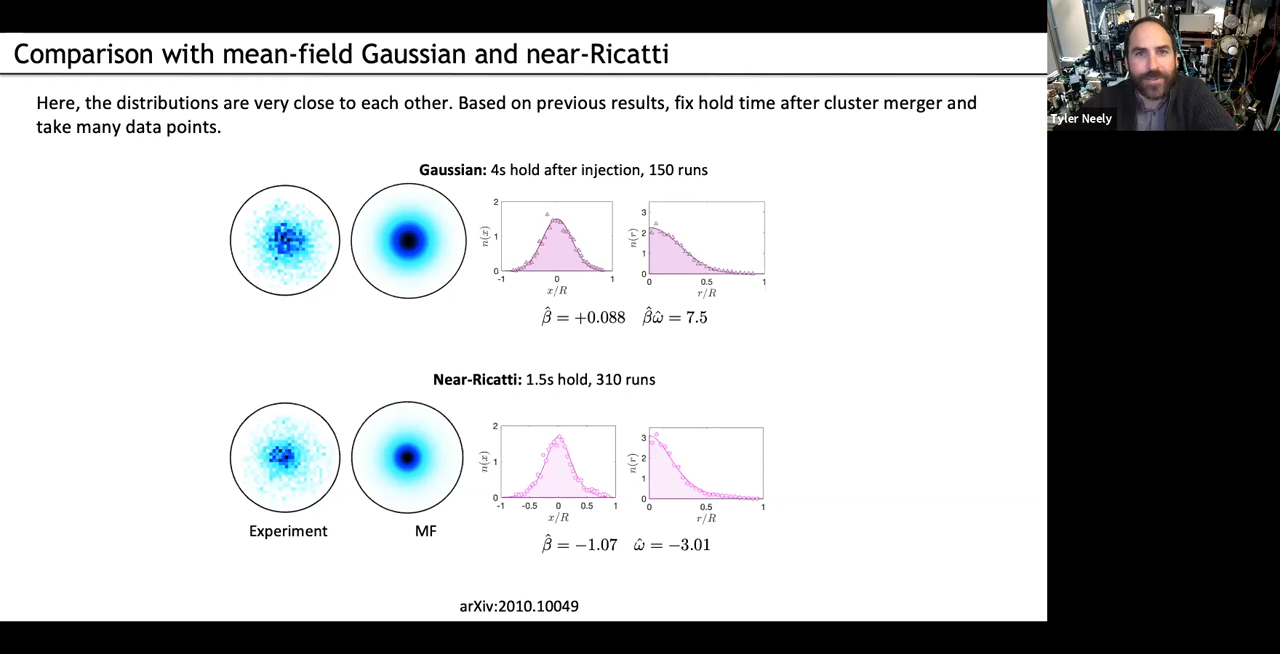 Comparison with mean-field Gaussian and near-Ricatti
Tyler Neely
Here, the distributions are very close to each other. Based on previous results, fix hold time after cluster merger and
take many data points.
Gaussian: 4s hold after injection, 150 runs
n(x)
2
1
0
-1 0 1
x/R
n(r)
3
2
1
0
0 0.5 1
r/R
β̂ = +0.088 β̂ω̂ = 7.5
Near-Ricatti: 1.5s hold, 310 runs
n(x)
2
1
0
-1 -0.5 0 0.5 1
x/R
n(r)
3
2
1
0
0 0.5 1
r/R
Experiment MF
β̂ = −1.07 ω̂ = −3.01
arXiv:2010.10049